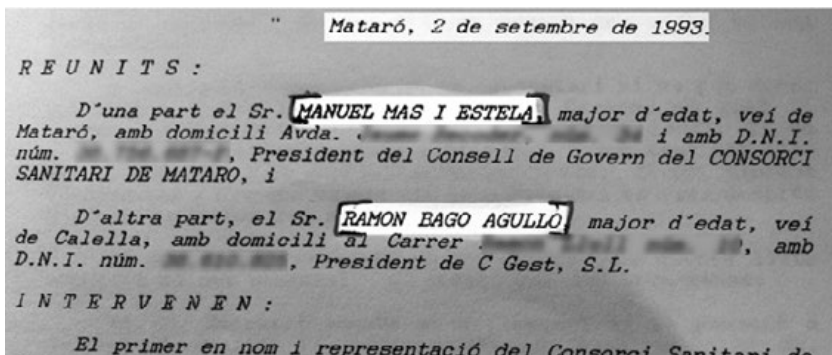 Mataró, 2 de setembre de 1993.
R E U N I T S :
D´una part el Sr. MANUEL MAS I ESTELA, major d´edat, veí de
Mataró, amb domicili Avda. i amb D.N.I.
núm. , President del Consell de Govern del CONSORCI
SANITARI DE MATARO, i
D´altra part, el Sr. RAMON BAGO AGULLO, major d´edat, veí
de Calella, amb domicili al Carrer , amb
D.N.I. núm. , President de C Gest, S.L.
I N T E R V E N E N :
El primer en nom i representació del Consorci Sanitari de